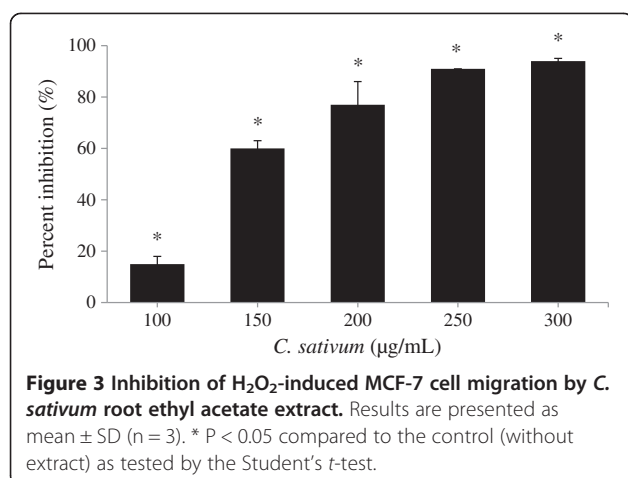 100
80
60
40
20
0
Percent inhibition (%)
* * * * *
100 150 200 250 300
C. sativum (µg/mL)
Figure 3 Inhibition of H₂O₂-induced MCF-7 cell migration by C.
sativum root ethyl acetate extract. Results are presented as
mean ± SD (n = 3). * P < 0.05 compared to the control (without
extract) as tested by the Student’s t-test.